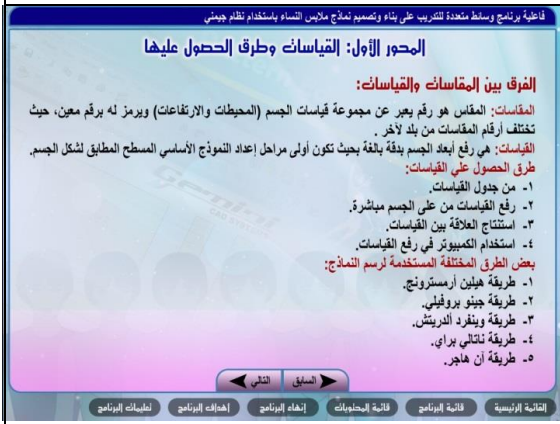 فاعلية برنامج وسائط متعددة للتدريب على بناء وتصميم نماذج ملابس النساء باستخدام نظام جيمني
المحور الأول: القياسات وطرق الحصول عليها
الفرق بين المقاسات والقياسات:
المقاسات: المقاس هو رقم يعبر عن مجموعة قياسات الجسم (المحيطات والارتفاعات) ويرمز له برقم معين، حيث
تختلف أرقام المقاسات من بلد لآخر .
القياسات: هي رفع أبعاد الجسم بدقة بالغة بحيث تكون أولى مراحل إعداد النموذج الأساسي المسطح المطابق لشكل الجسم.
طرق الحصول علي القياسات:
١- من جدول القياسات.
٢- رفع القياسات من على الجسم مباشرة.
٣- استنتاج العلاقة بين القياسات.
٤- استخدام الكمبيوتر في رفع القياسات.
بعض الطرق المختلفة المستخدمة لرسم النماذج:
١- طريقة هيلين أرمسترونج.
٢- طريقة جينو بروفيلي.
٣- طريقة وينفرد ألدريتش.
٤- طريقة ناتالي براي.
٥- طريقة آن هاجر.
السابق التالي
القائمة الرئيسية قائمة البرنامج قائمة المحتويات إنهاء البرنامج أهداف البرنامج تعليمات البرنامج
Gemini